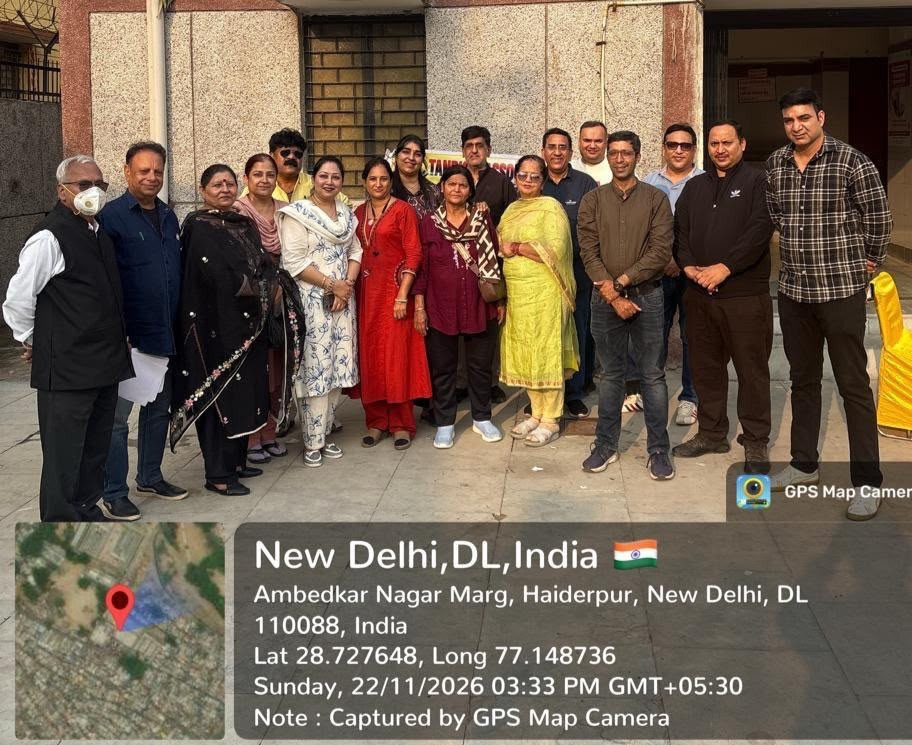 GPS Map Camer
New Delhi,DL,India
Ambedkar Nagar Marg, Haiderpur, New Delhi, DL
110088, India
Lat 28.727648, Long 77.148736
Sunday, 22/11/2026 03:33 PM GMT+05:30
Note : Captured by GPS Map Camera